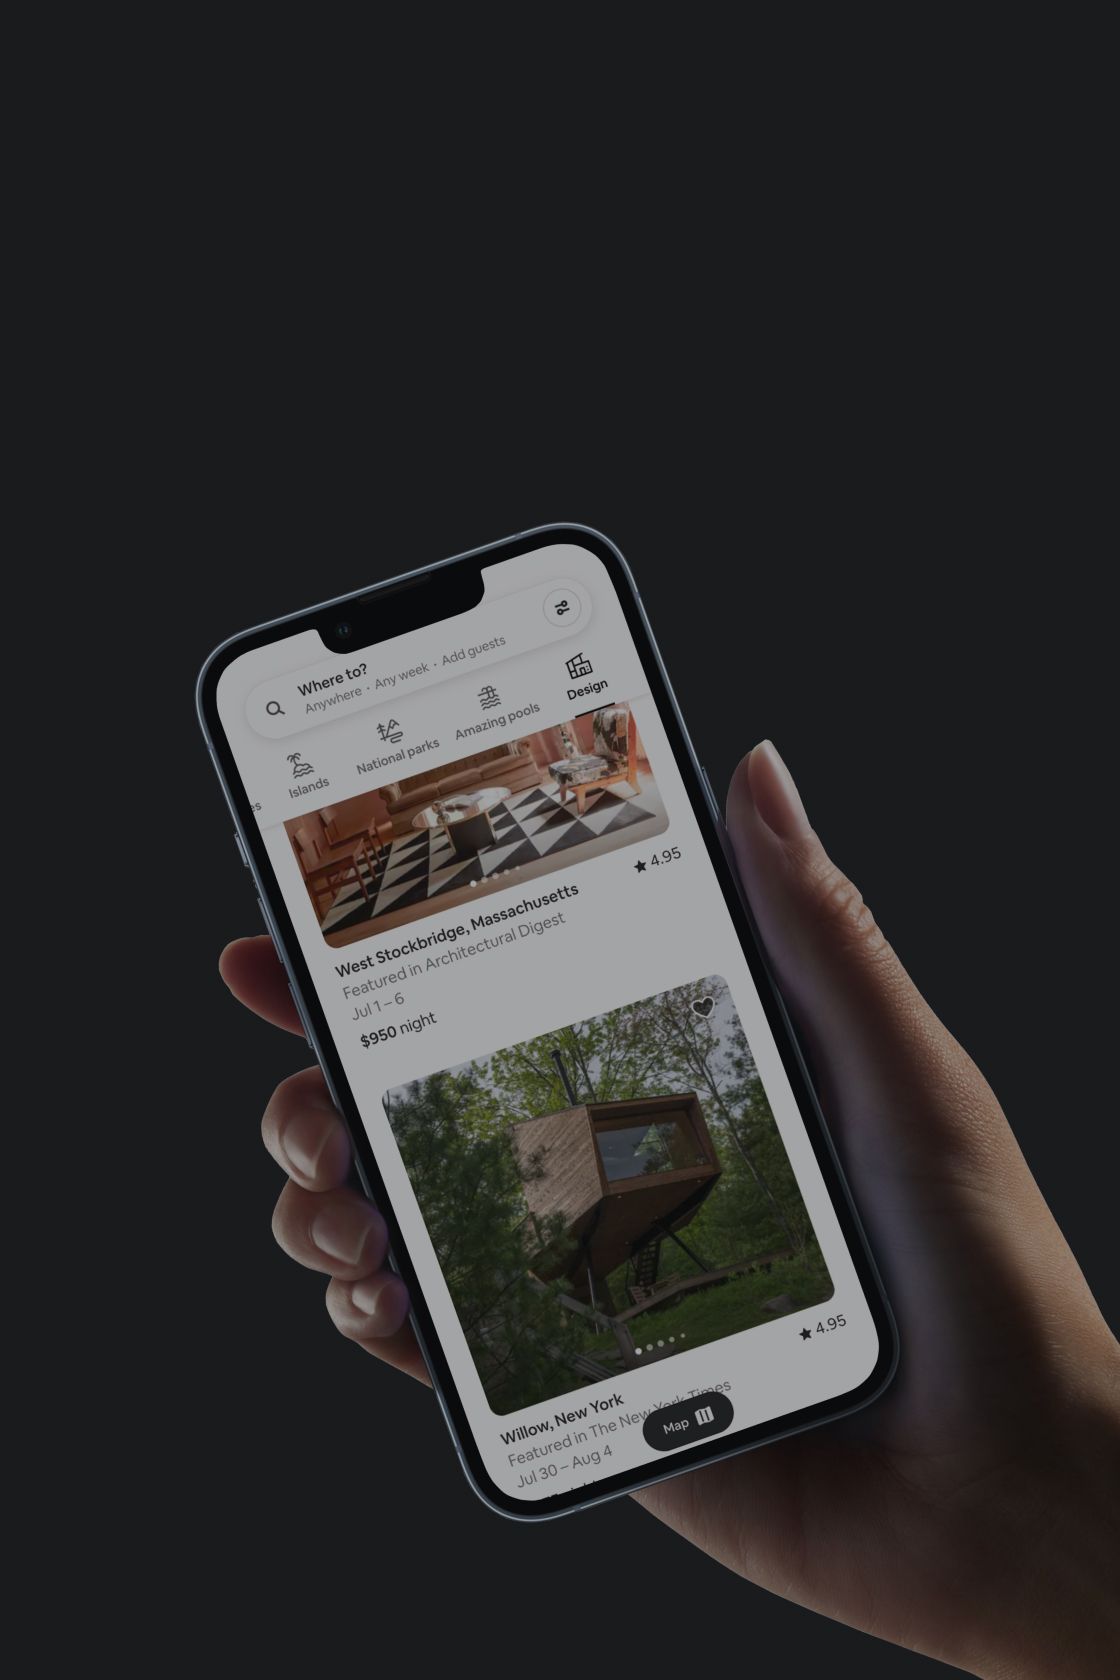 Where to?
Anywhere · Any week · Add guests
es
Islands
National parks
Amazing pools
Design
West Stockbridge, Massachusetts
4.95
Featured in Architectural Digest
Jul 1 – 6
$950 night
Willow, New York
4.95
Featured in The New York Times
Jul 30 – Aug 4
Map